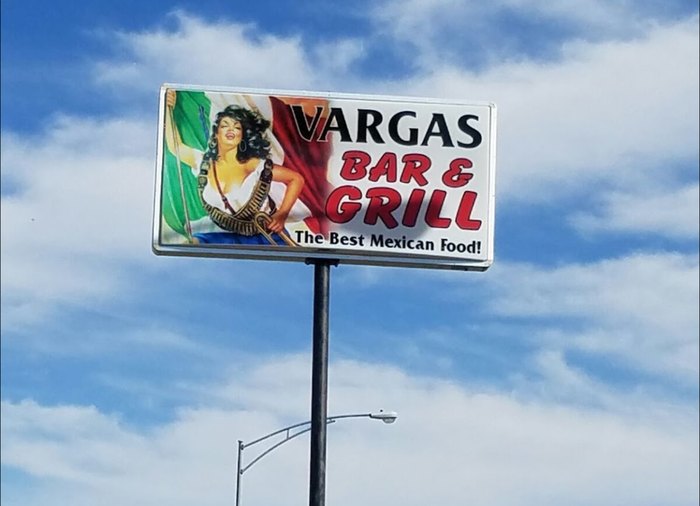 VARGAS
BAR &
GRILL
The Best Mexican Food!